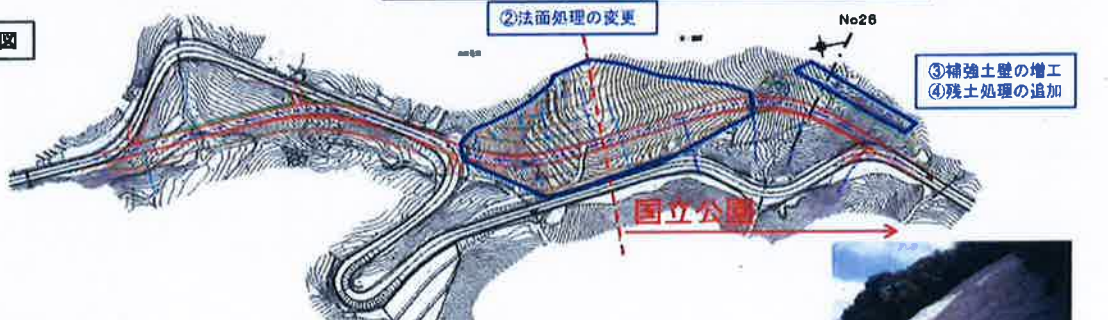 ②法面処理の変更
No26
図
③補強土壁の増工
④残土処理の追加
国立公園